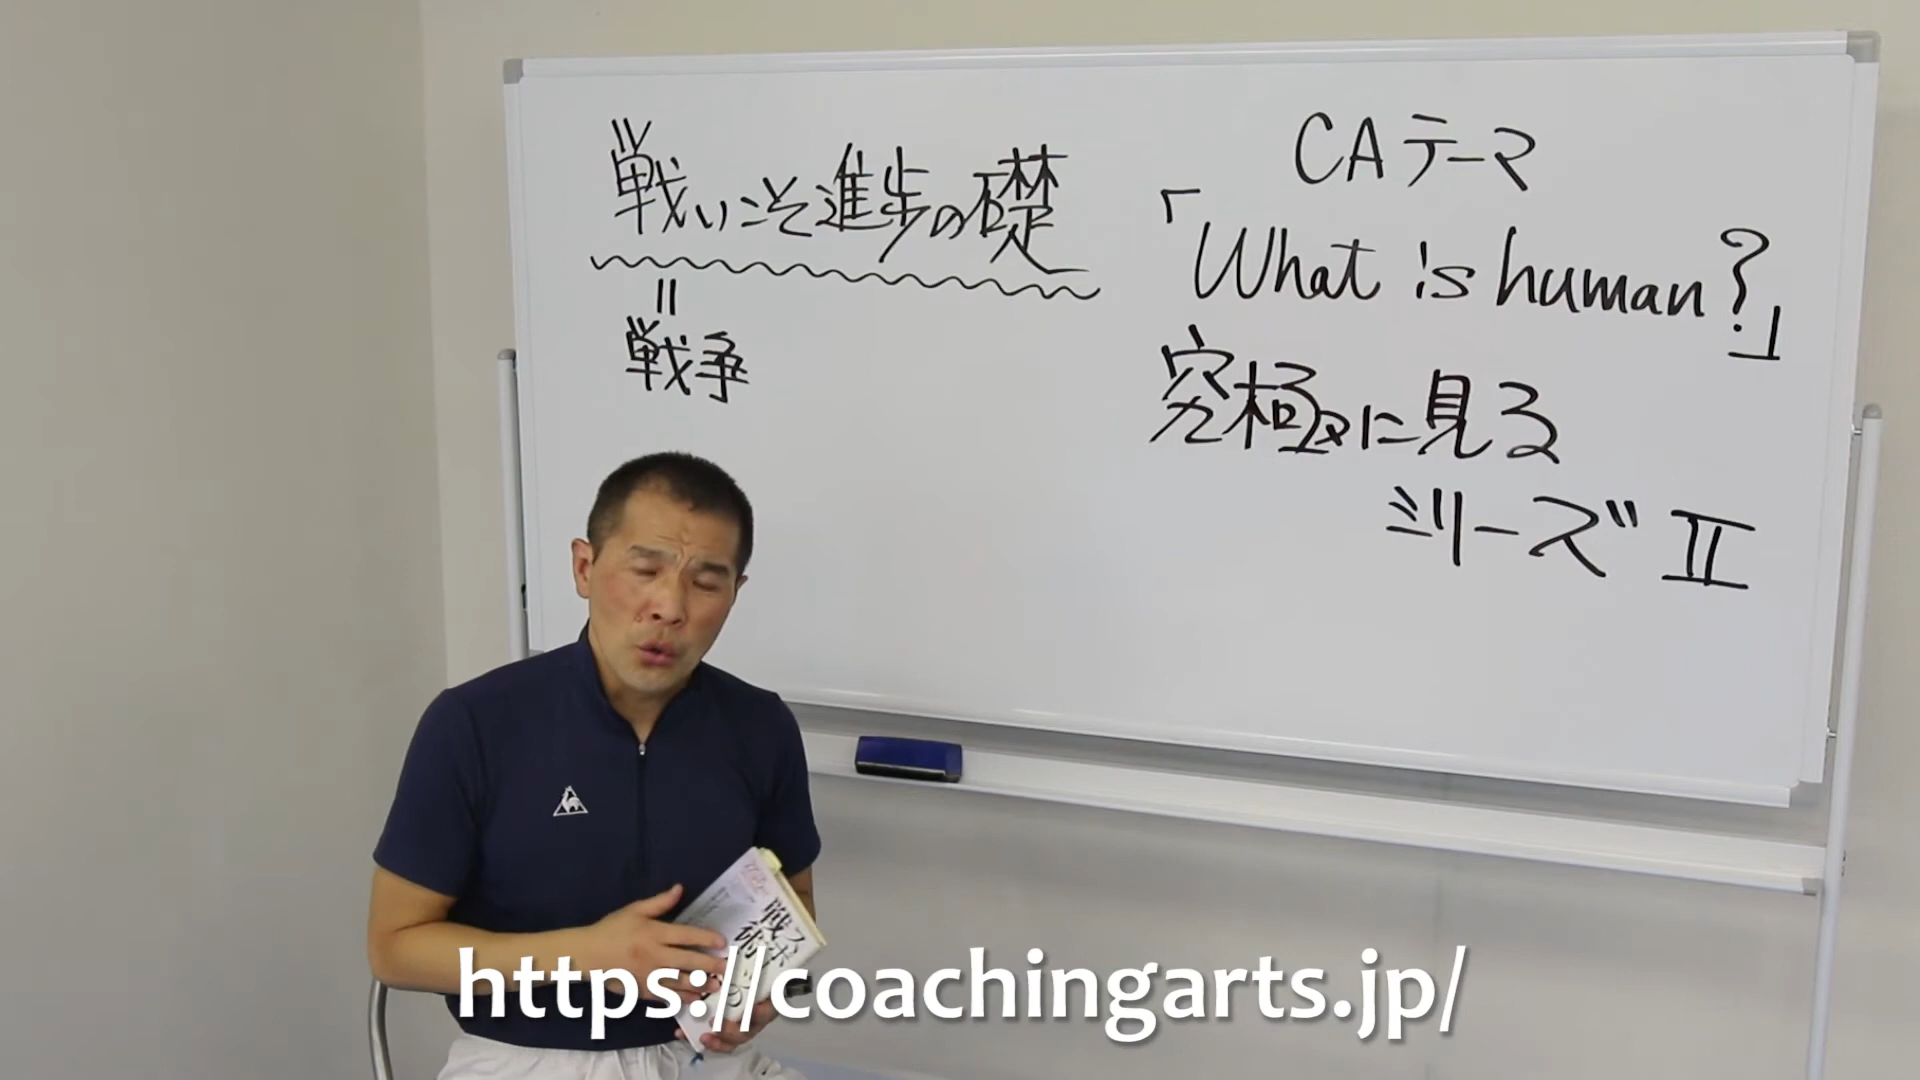 戦いこそ進歩の礎
=
戦争
CAテーマ
「What is human?」
究極に見る
シリーズⅡ
https://coachingarts.jp/